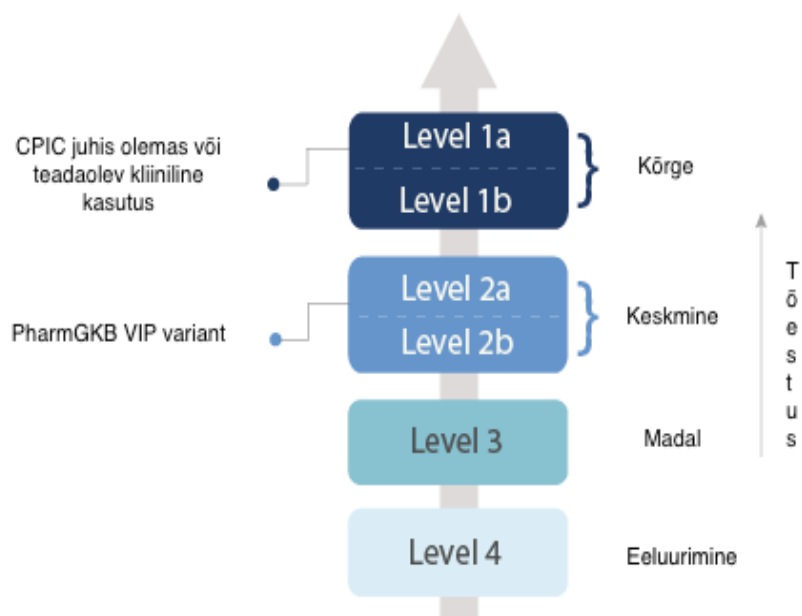 CPIC juhis olemas või
teadaolev kliiniline
kasutus
Level 1a
Level 1b
Kõrge
PharmGKB VIP variant
Level 2a
Level 2b
Keskmine
Level 3
Madal
Level 4
Eeluurimine
Tõestus